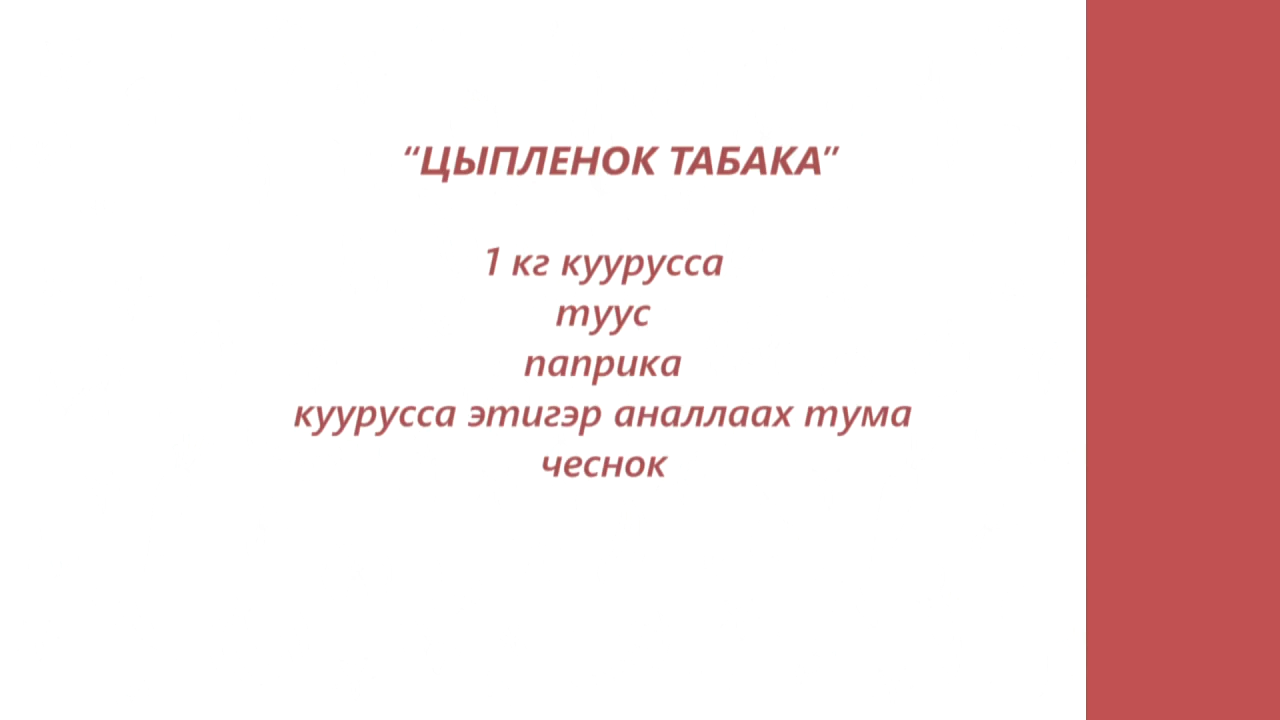 “ЦЫПЛЕНОК ТАБАКА”
1 кг куурусса
туус
паприка
куурусса этигэр аналлаах тума
чеснок